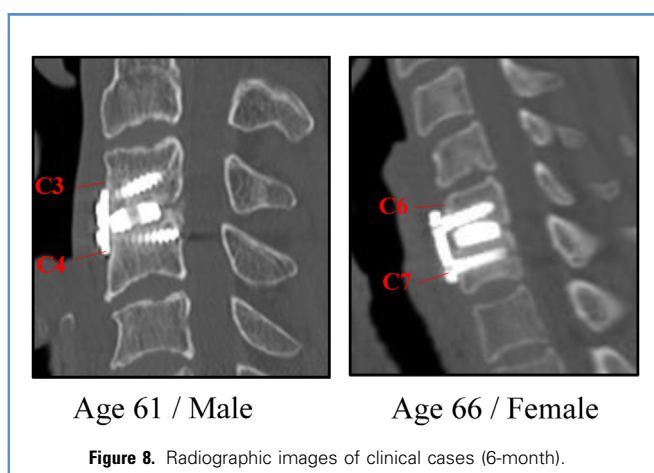 C3
C4
C6
C7
Age 61 / Male
Age 66 / Female
Figure 8. Radiographic images of clinical cases (6-month).